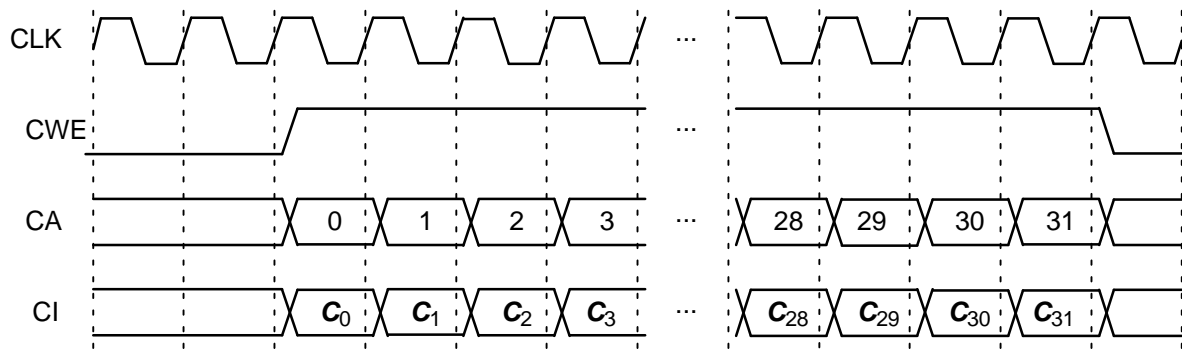 CLK ...
CWE ...
CA 0 1 2 3 ... 28 29 30 31
CI C0 C1 C2 C3 ... C28 C29 C30 C31